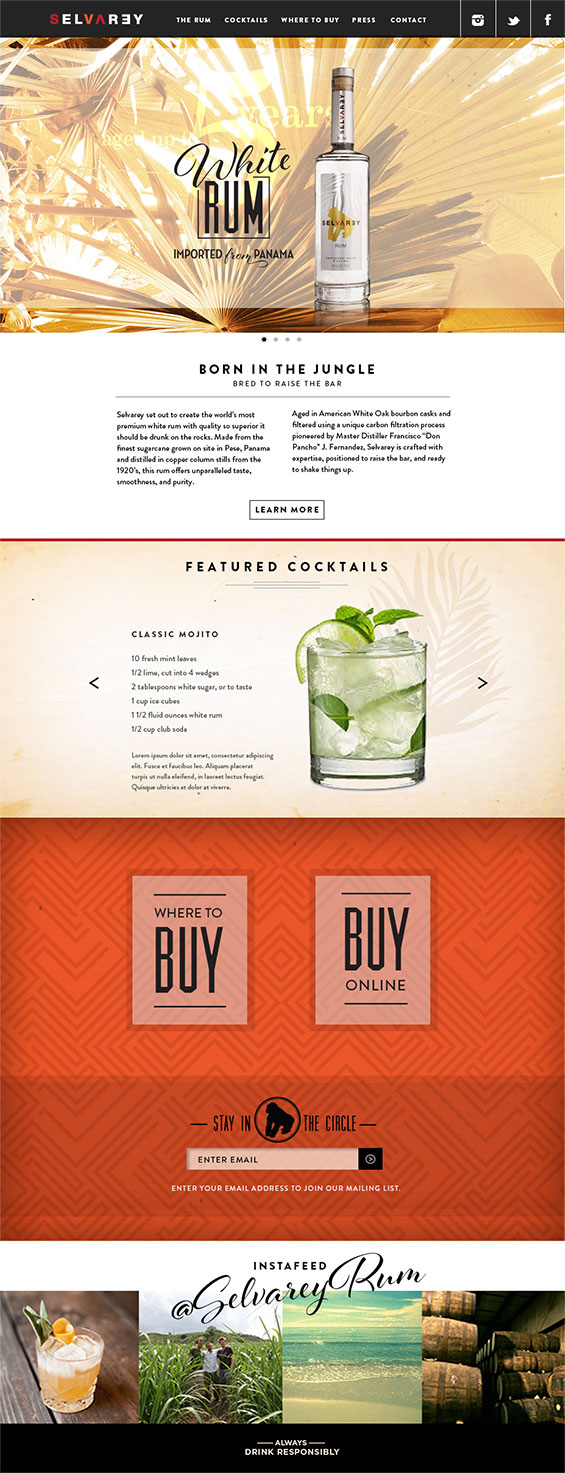 SELVAREY
THE RUM COCKTAILS WHERE TO BUY PRESS CONTACT
5 years
aged up to
White
RUM
IMPORTED from PANAMA
SELVAREY
SELVAREY
RUM
BORN IN THE JUNGLE
BRED TO RAISE THE BAR
Selvarey set out to create the world's most
premium white rum with quality so superior it
should be drunk on the rocks. Made from the
finest sugarcane grown on site in Pese, Panama
and distilled in copper column stills from the
1920's, this rum offers unparalleled taste,
smoothness, and purity.
Aged in American White Oak bourbon casks and
filtered using a unique carbon filtration process
pioneered by Master Distiller Francisco "Don
Pancho" J. Fernandez, Selvarey is crafted with
expertise, positioned to raise the bar, and ready
to shake things up.
LEARN MORE
FEATURED COCKTAILS
CLASSIC MOJITO
10 fresh mint leaves
1/2 lime, cut into 4 wedges
2 tablespoons white sugar, or to taste
1 cup ice cubes
1 1/2 fluid ounces white rum
1/2 cup club soda
Lorem ipsum dolor sit amet, consectetur adipiscing
elit. Fusce et faucibus leo. Aliquam placerat
turpis ut nulla eleifend, in laoreet lectus feugiat.
Quisque ultricies at dolor at viverra.
WHERE TO
BUY
BUY
ONLINE
STAY IN THE CIRCLE
ENTER EMAIL
ENTER YOUR EMAIL ADDRESS TO JOIN OUR MAILING LIST.
INSTAFEED
@SelvareyRum
ALWAYS
DRINK RESPONSIBLY